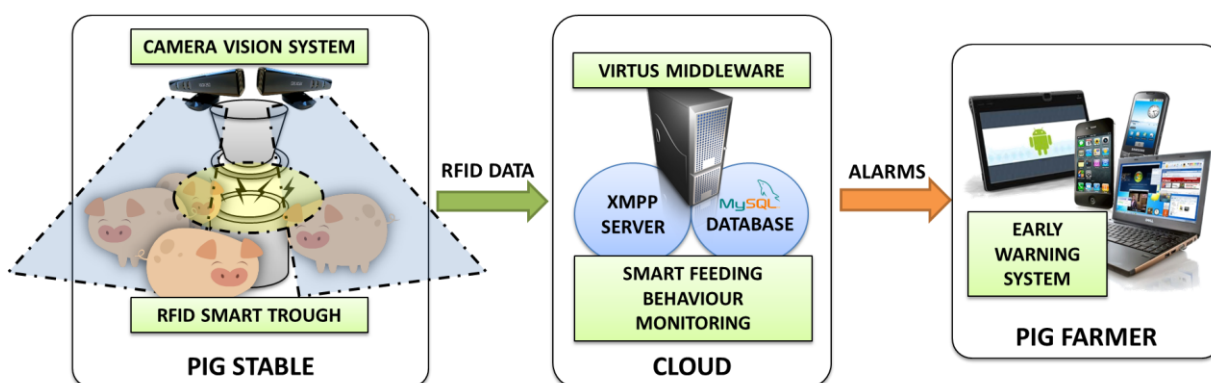 CAMERA VISION SYSTEM
RFID SMART TROUGH
PIG STABLE
RFID DATA
VIRTUS MIDDLEWARE
XMPP
SERVER
MySQL
DATABASE
SMART FEEDING
BEHAVIOUR
MONITORING
CLOUD
ALARMS
EARLY
WARNING
SYSTEM
PIG FARMER